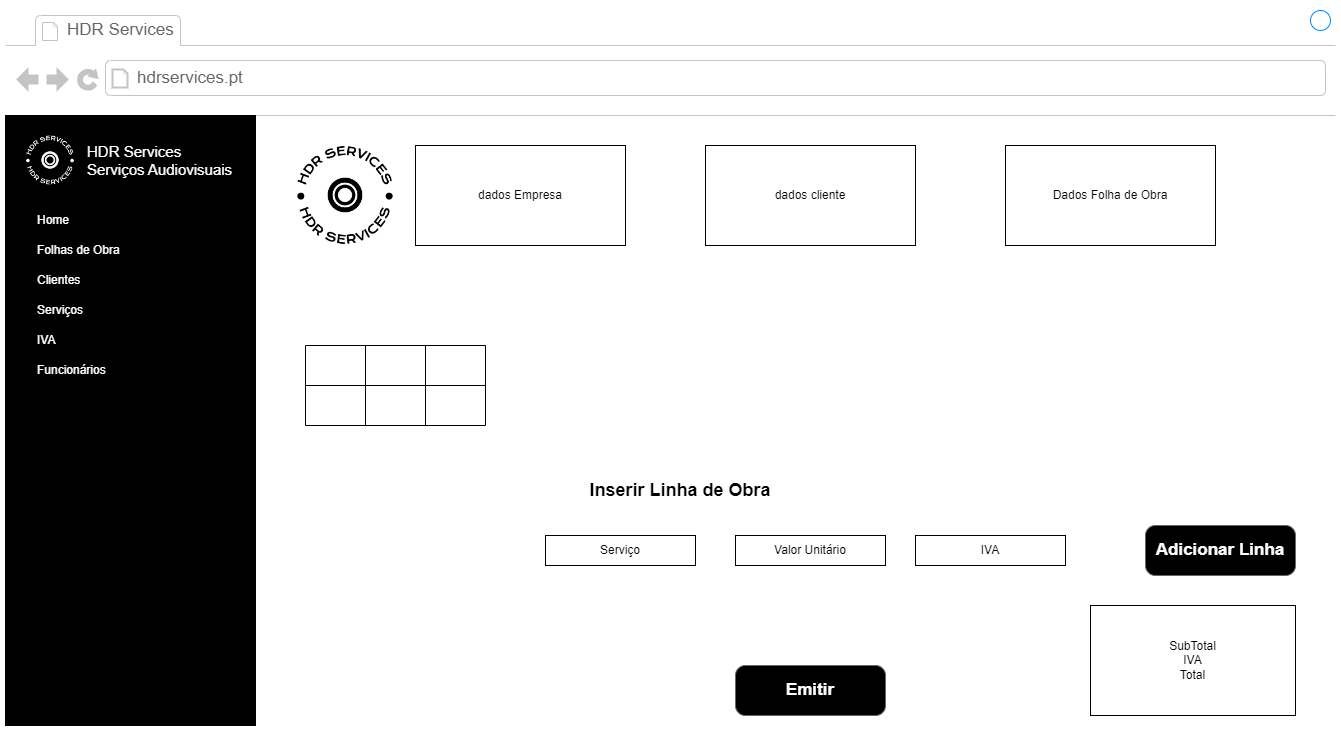 HDR Services
hdrservices.pt
HDR SERVICES
HDR SERVICES
HDR Services
Serviços Audiovisuais
Home
Folhas de Obra
Clientes
Serviços
IVA
Funcionários
HDR SERVICES
HDR SERVICES
dados Empresa
dados cliente
Dados Folha de Obra
Inserir Linha de Obra
Serviço
Valor Unitário
IVA
Adicionar Linha
SubTotal
IVA
Total
Emitir